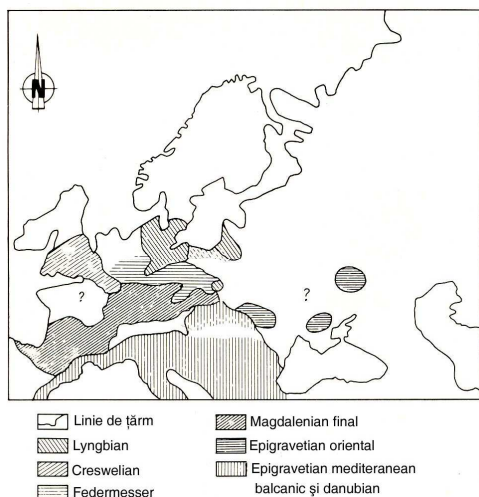 N
?
?
Linie de țărm
Lyngbian
Creswelian
Federmesser
Magdalenian final
Epigravetian oriental
Epigravetian mediteranean
balcanic și danubian